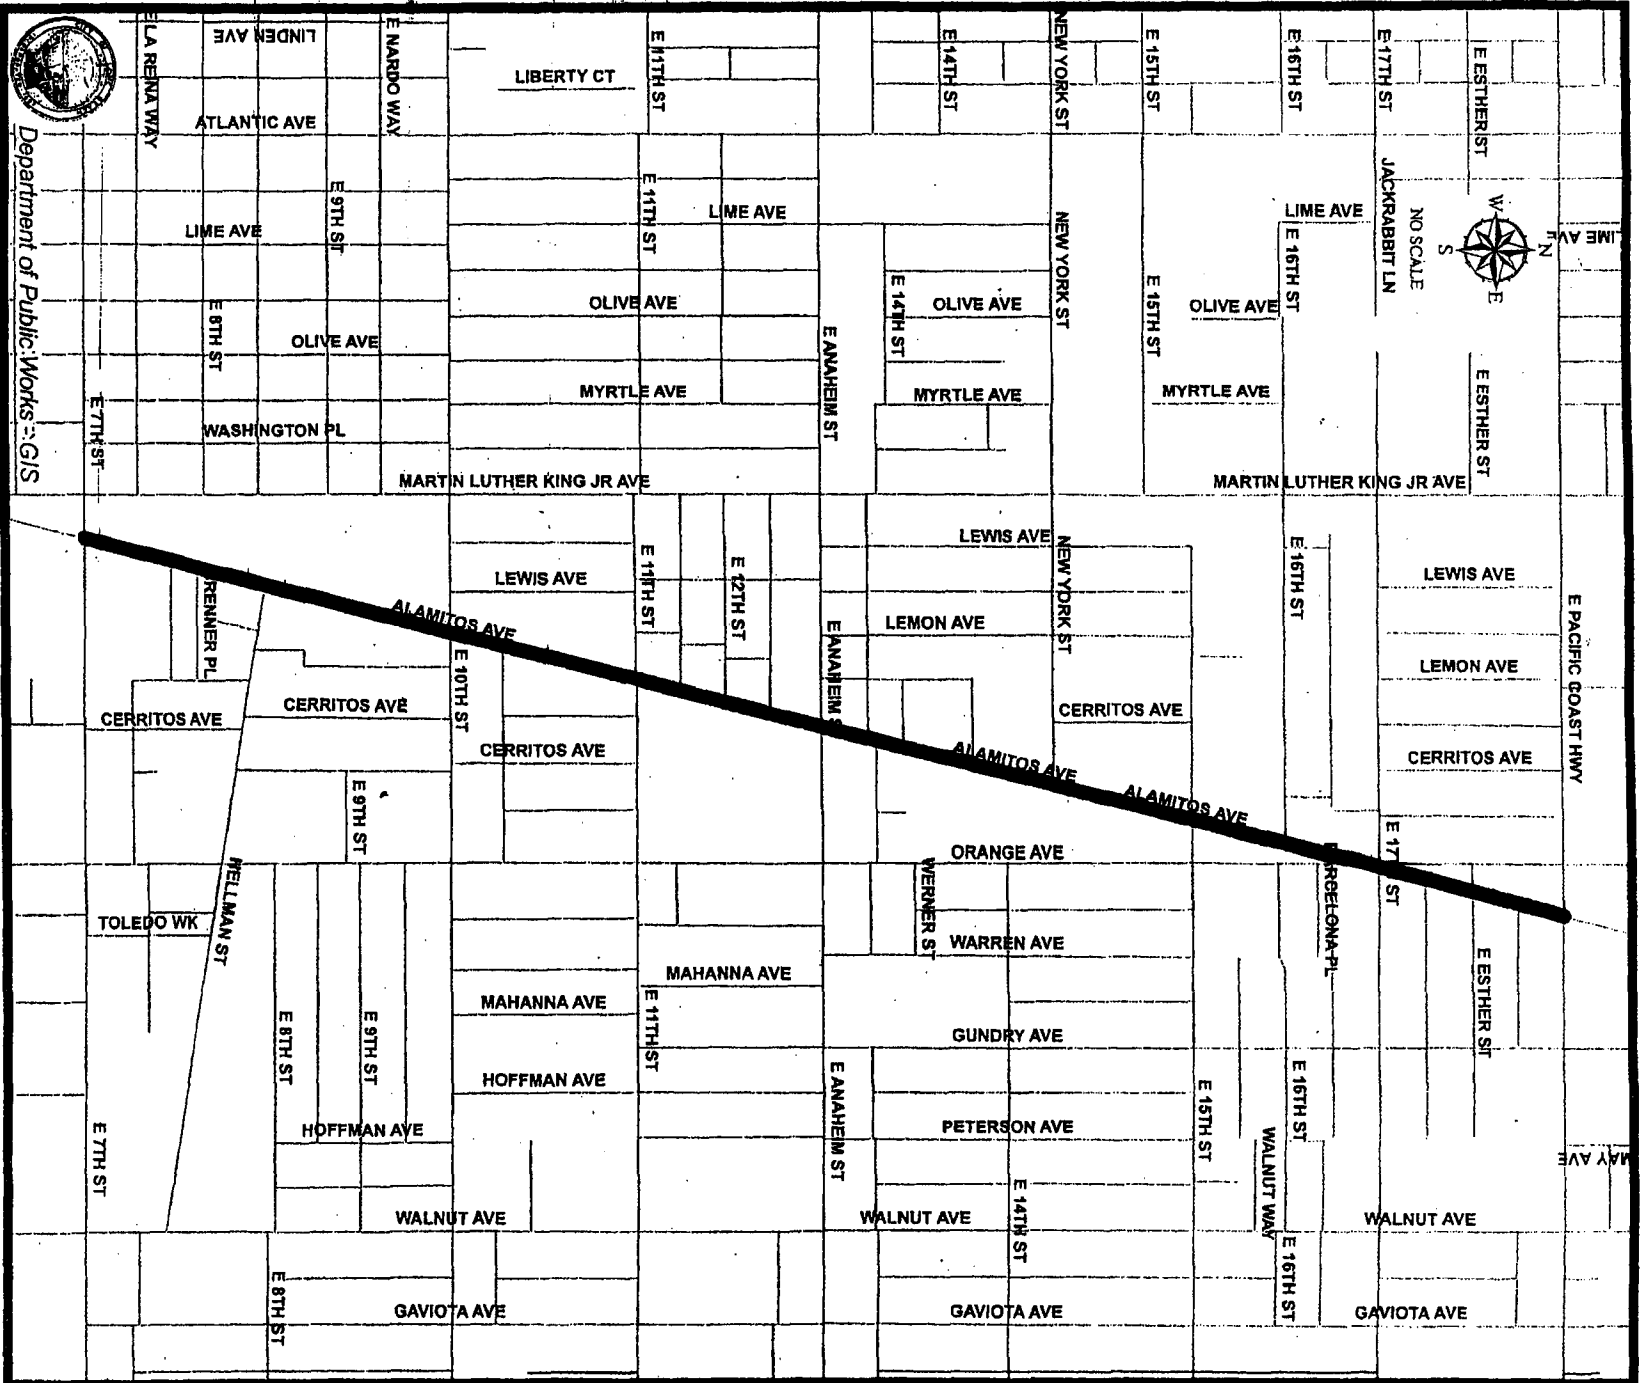 LINDEN AVE
E LA REINA WAY
E NARDO WAY
LIBERTY CT
E 11TH ST
E 14TH ST
NEW YORK ST
E 15TH ST
E 16TH ST
E 17TH ST
E ESTHER ST
ATLANTIC AVE
Department of Public Works - GIS
E 9TH ST
LIME AVE
E 11TH ST
LIME AVE
NEW YORK ST
LIME AVE
E 16TH ST
JACKRABBIT LN
NO SCALE
W
N
S
E
LIME AVE
E 8TH ST
OLIVE AVE
OLIVE AVE
E 14TH ST
OLIVE AVE
E 15TH ST
OLIVE AVE
E ANAHEIM ST
MYRTLE AVE
MYRTLE AVE
MYRTLE AVE
E ESTHER ST
E 7TH ST
WASHINGTON PL
MARTIN LUTHER KING JR AVE
MARTIN LUTHER KING JR AVE
LEWIS AVE
NEW YORK ST
E 16TH ST
LEWIS AVE
E 11TH ST
E 12TH ST
LEWIS AVE
RENNER PL
ALAMITOS AVE
E ANAHEIM S
LEMON AVE
LEMON AVE
E PACIFIC COAST HWY
E 10TH ST
CERRITOS AVE
CERRITOS AVE
CERRITOS AVE
CERRITOS AVE
CERRITOS AVE
ALAMITOS AVE
ALAMITOS AVE
E 9TH ST
ORANGE AVE
E 17 ST
HELLMAN ST
WERNER ST
TOLEDO WK
WARREN AVE
MAHANNA AVE
MAHANNA AVE
E ESTHER ST
E 8TH ST
E 9TH ST
E 11TH ST
GUNDRY AVE
HOFFMAN AVE
E ANAHEIM ST
E 15TH ST
E 16TH ST
HOFFMAN AVE
PETERSON AVE
WALNUT WAY
MAY AVE
E 7TH ST
WALNUT AVE
WALNUT AVE
E 14TH ST
WALNUT AVE
E 16TH ST
E 8TH ST
GAVIOTA AVE
GAVIOTA AVE
GAVIOTA AVE